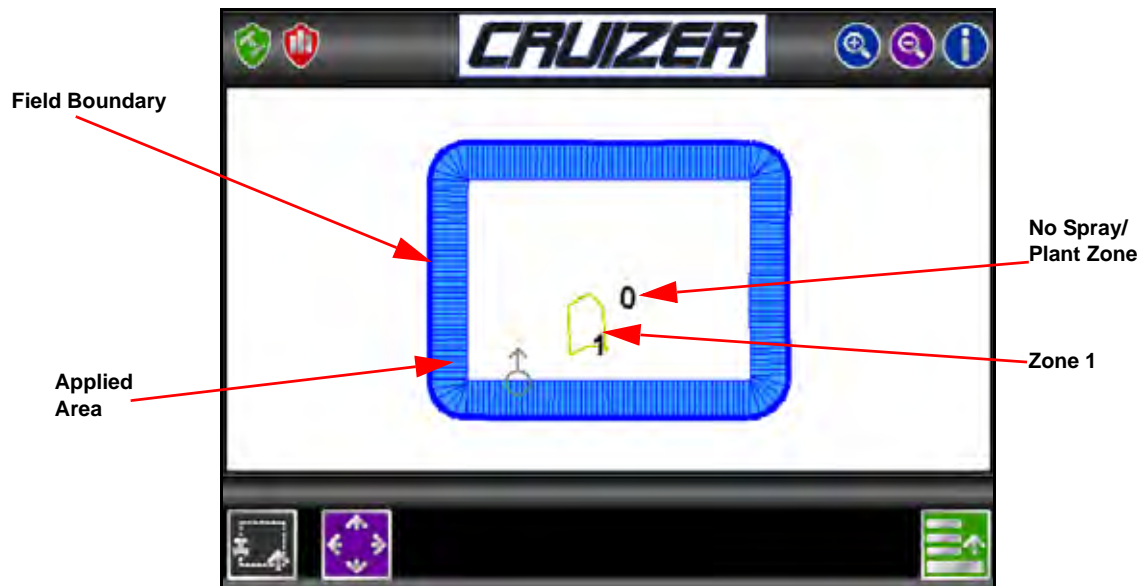 CRUIZER
Field Boundary
No Spray/
Plant Zone
0
1
Zone 1
Applied
Area